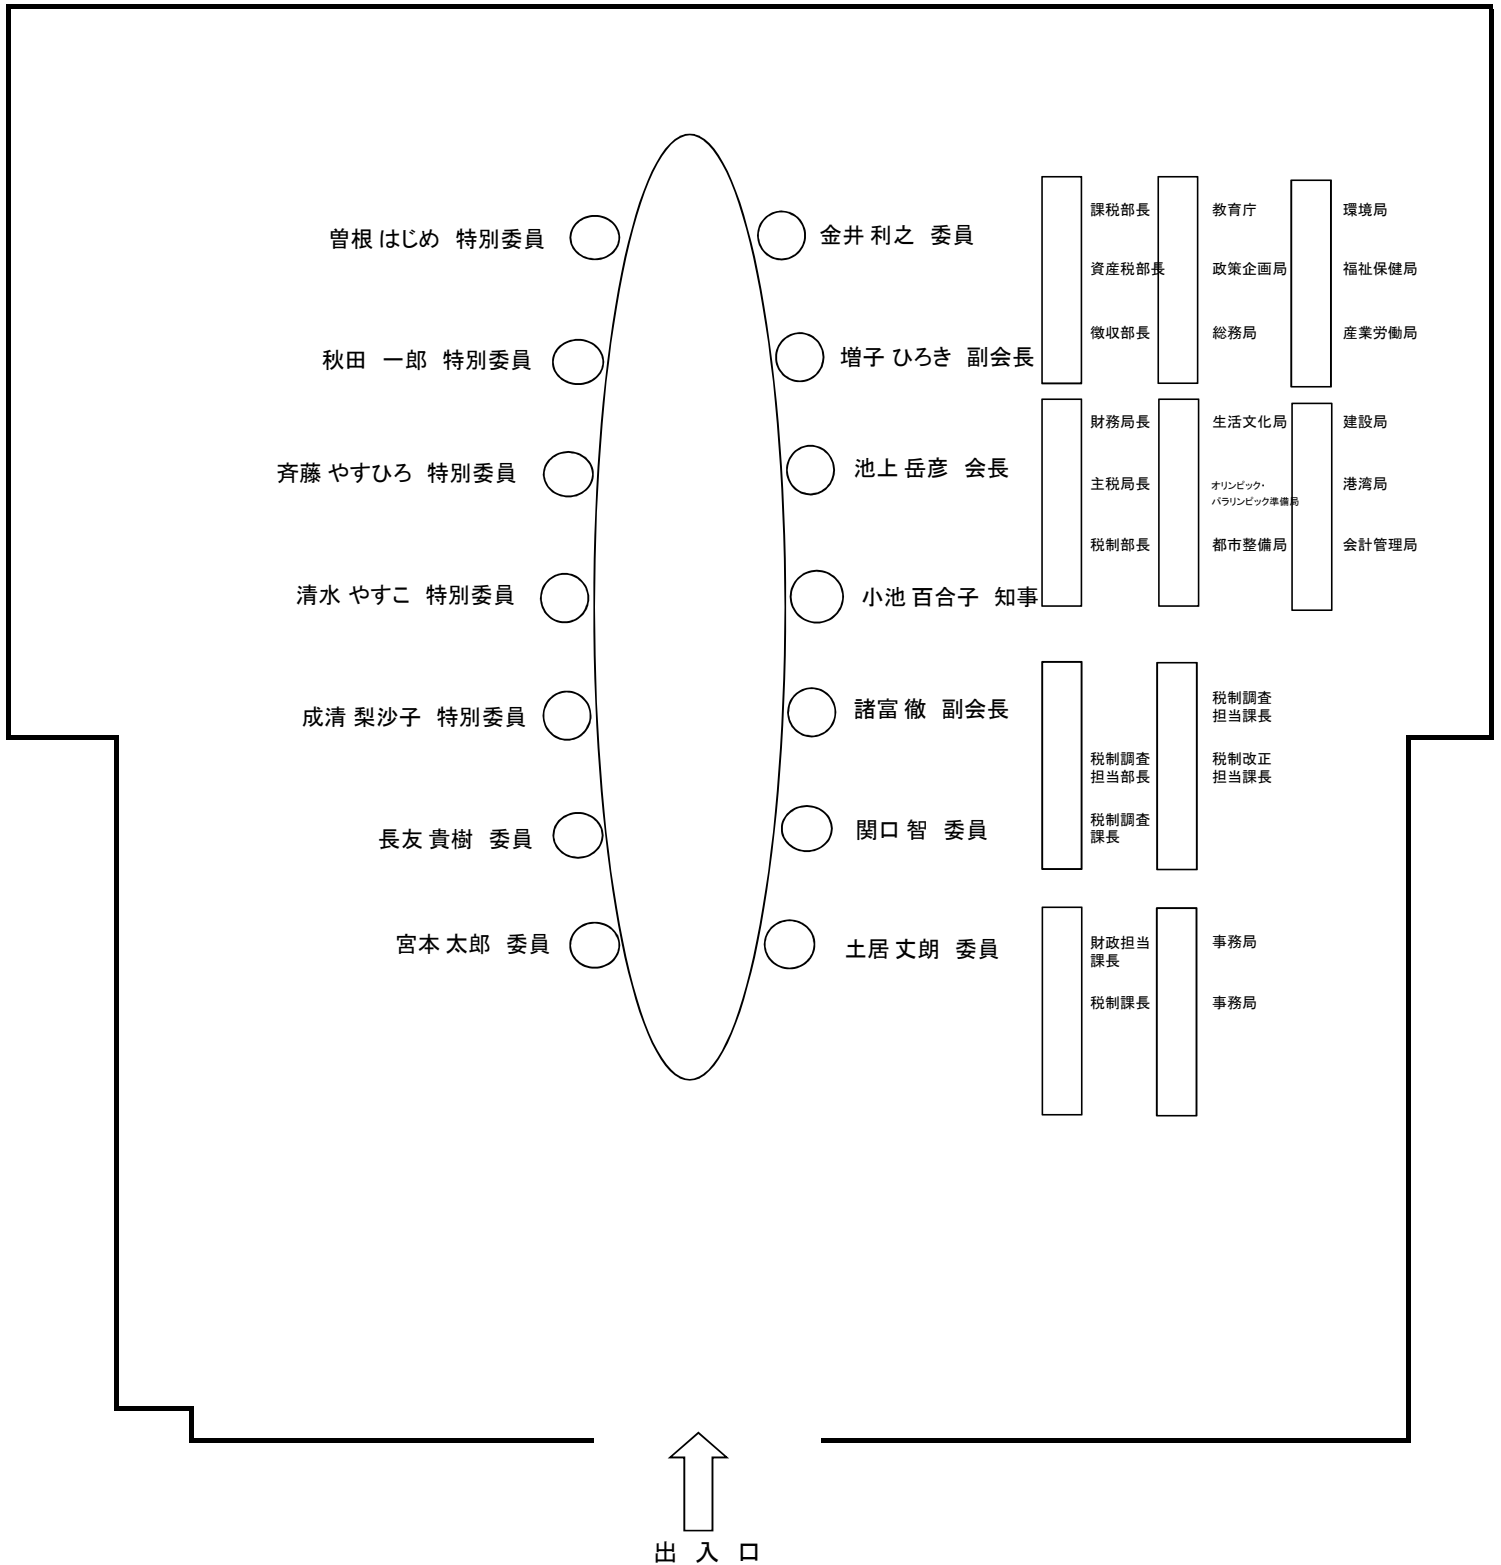 曽根 はじめ　特別委員
秋田　一郎　特別委員
斉藤 やすひろ　特別委員
清水 やすこ　特別委員
成清 梨沙子　特別委員
長友 貴樹　委員
宮本 太郎　委員
金井 利之　委員
増子 ひろき　副会長
池上 岳彦　会長
小池 百合子　知事
諸富 徹　副会長
関口 智　委員
土居 丈朗　委員
課税部長
資産税部長
徴収部長
財務局長
主税局長
税制部長
税制調査
担当部長
税制調査
課長
財政担当
課長
税制課長
教育庁
政策企画局
総務局
生活文化局
オリンピック・
パラリンピック準備局
都市整備局
税制調査
担当課長
税制改正
担当課長
事務局
事務局
環境局
福祉保健局
産業労働局
建設局
港湾局
会計管理局
出　入　口